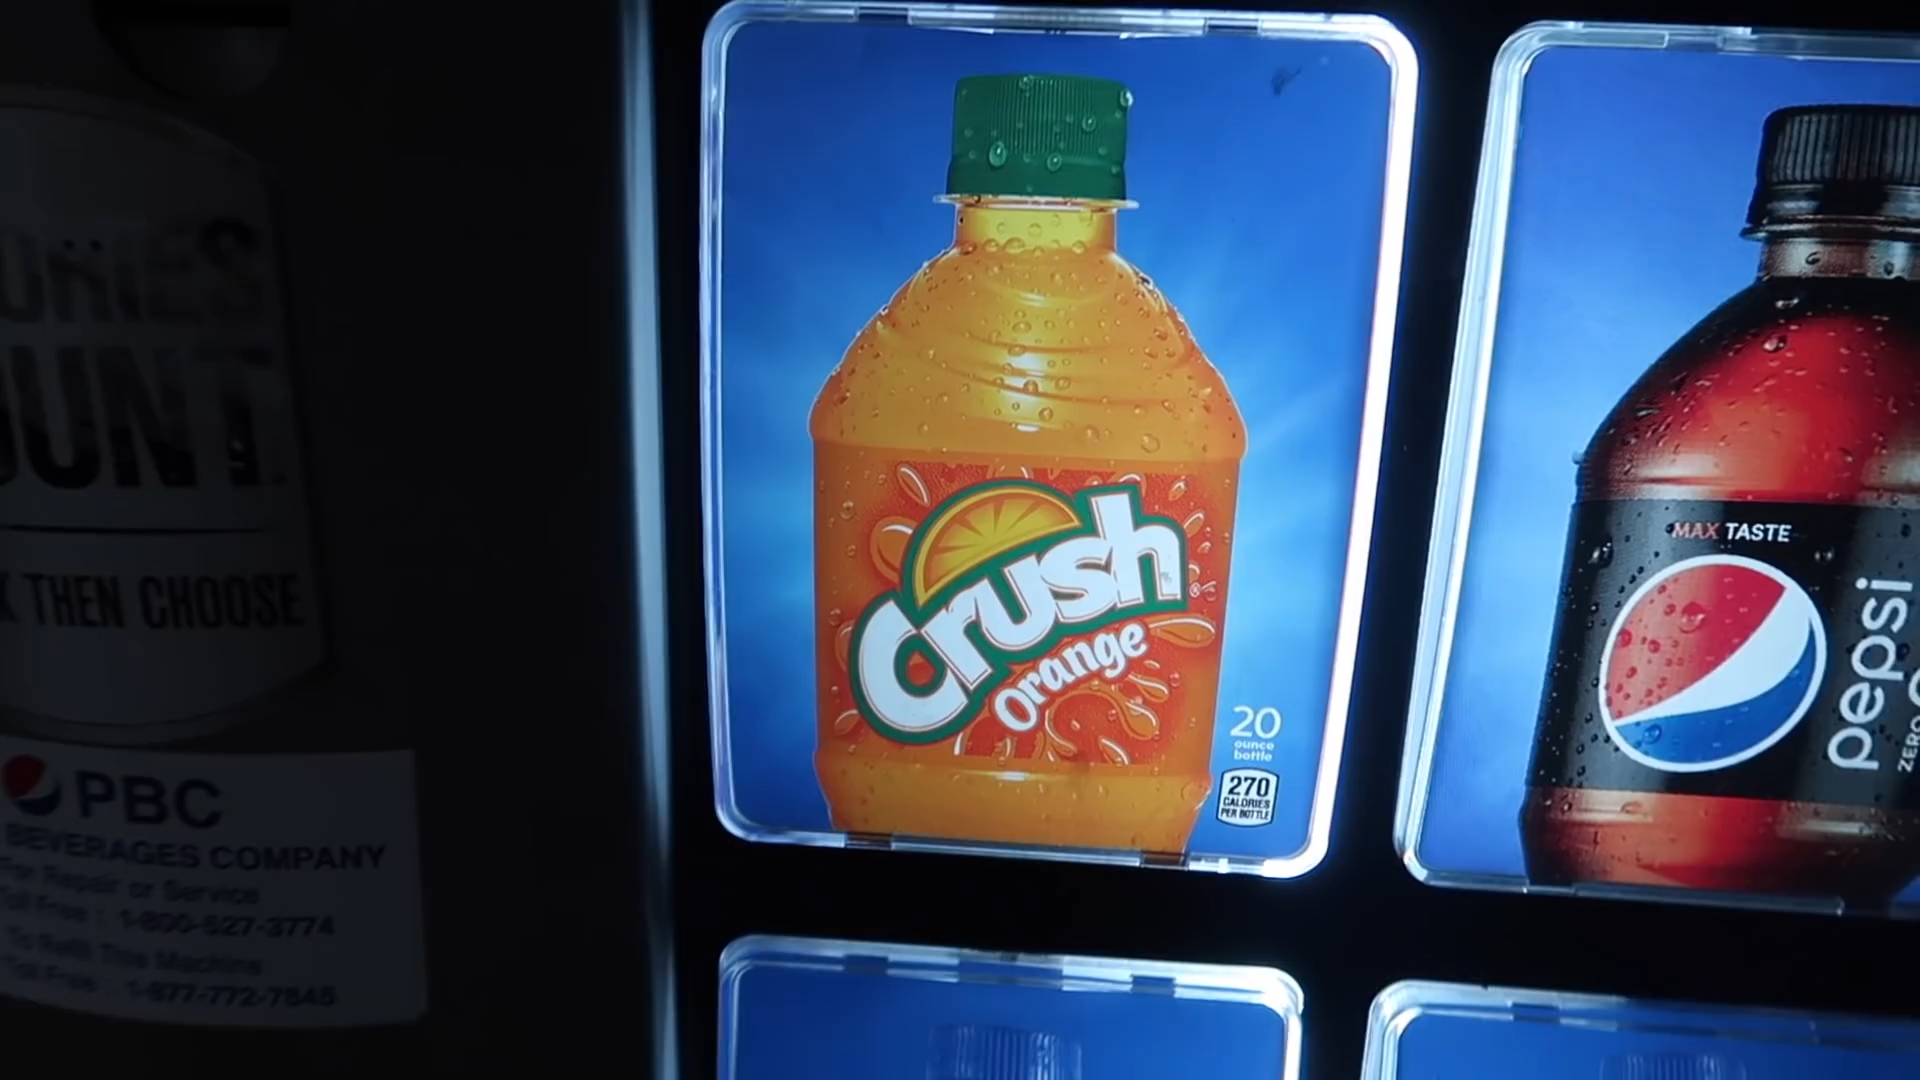 COUNT.
THEN CHOOSE
PBC
BEVERAGES COMPANY
For Repair or Service
Toll Free : 1-800-527-3774
To Refill This Machine
Toll Free : 1-877-772-7845
Crush
Orange
20
ounce
bottle
270
CALORIES
PER BOTTLE
MAX TASTE
pepsi
ZERO